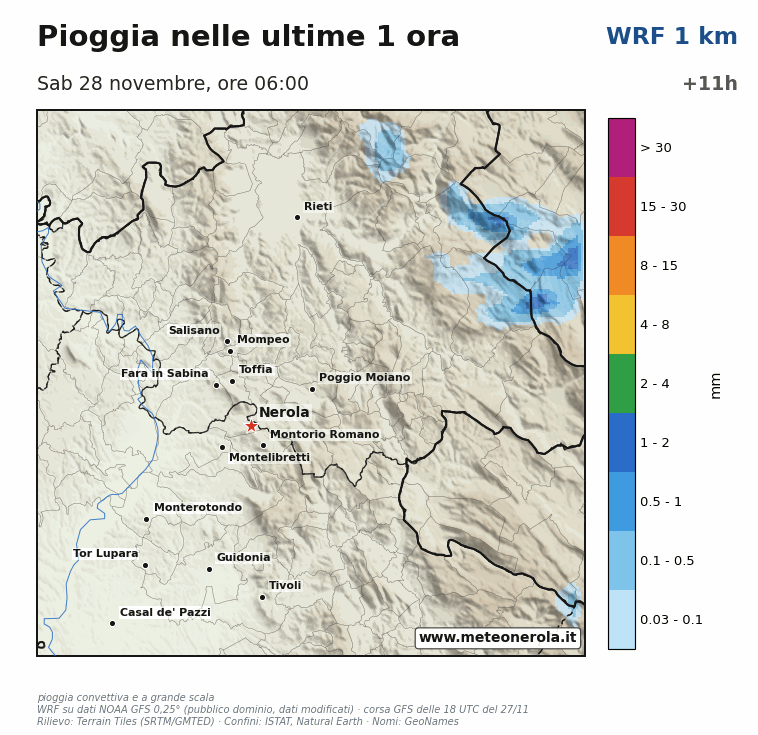 Pioggia nelle ultime 1 ora
WRF 1 km
Sab 28 novembre, ore 06:00
+11h
Rieti
Salisano
Mompeo
Fara in Sabina
Toffia
Poggio Moiano
Nerola
Montorio Romano
Montelibretti
Monterotondo
Tor Lupara
Guidonia
Tivoli
Casal de' Pazzi
www.meteonerola.it
> 30
15 - 30
8 - 15
4 - 8
2 - 4
1 - 2
0.5 - 1
0.1 - 0.5
0.03 - 0.1
mm
pioggia convettiva e a grande scala
WRF su dati NOAA GFS 0,25° (pubblico dominio, dati modificati) · corsa GFS delle 18 UTC del 27/11
Rilievo: Terrain Tiles (SRTM/GMTED) · Confini: ISTAT, Natural Earth · Nomi: GeoNames